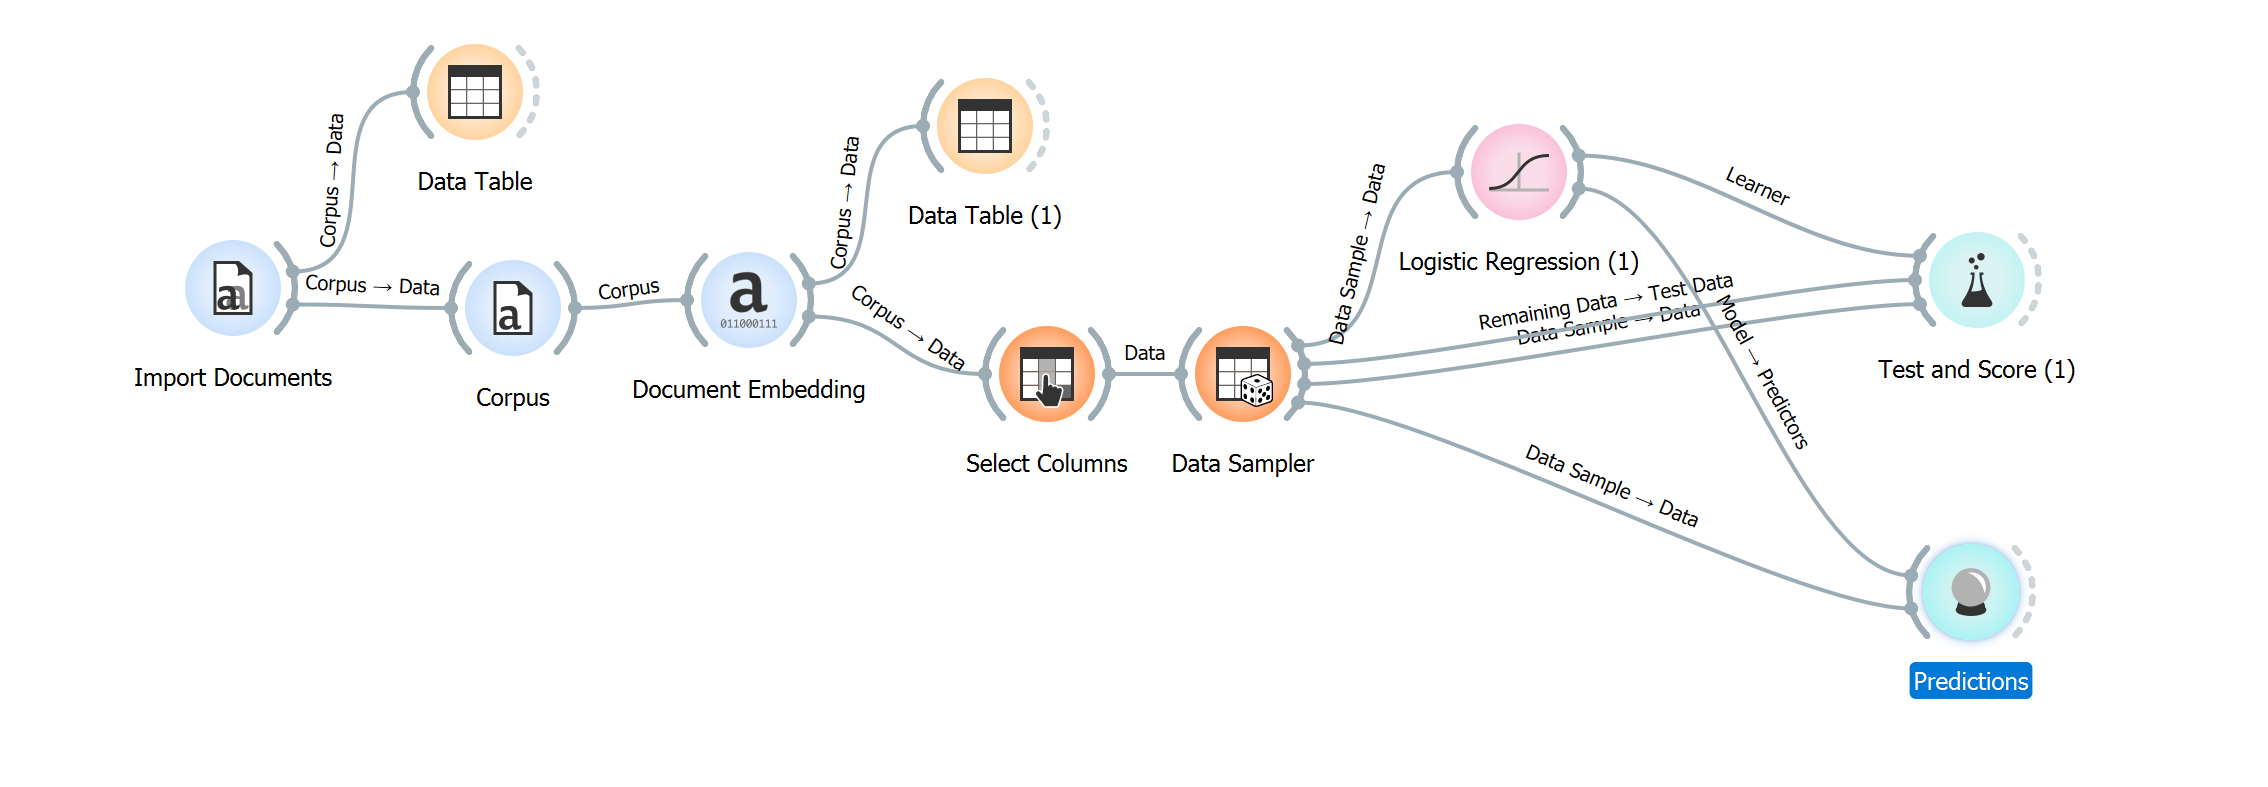 Corpus → Data
Data Table
Corpus → Data
Data Table (1)
Import Documents
Corpus → Data
Corpus
Corpus
a
011000111
Document Embedding
Corpus → Data
Select Columns
Data
Data Sampler
Data Sample → Data
Logistic Regression (1)
Learner
Remaining Data → Test Data
Data Sample → Data
Model → Predictors
Test and Score (1)
Data Sample → Data
Predictions